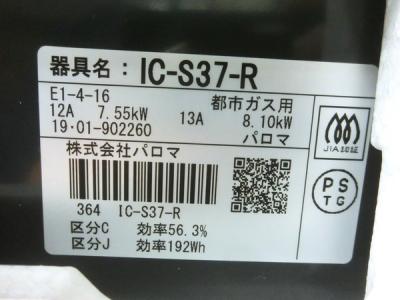 器具名: IC-S37-R
E1-4-16 都市ガス用
12A 7.55kW 13A 8.10kW
19·01-902260 パロマ
株式会社パロマ
JIA認証
PS
TG
364 IC-S37-R
区分C 効率56.3%
区分J 効率192Wh